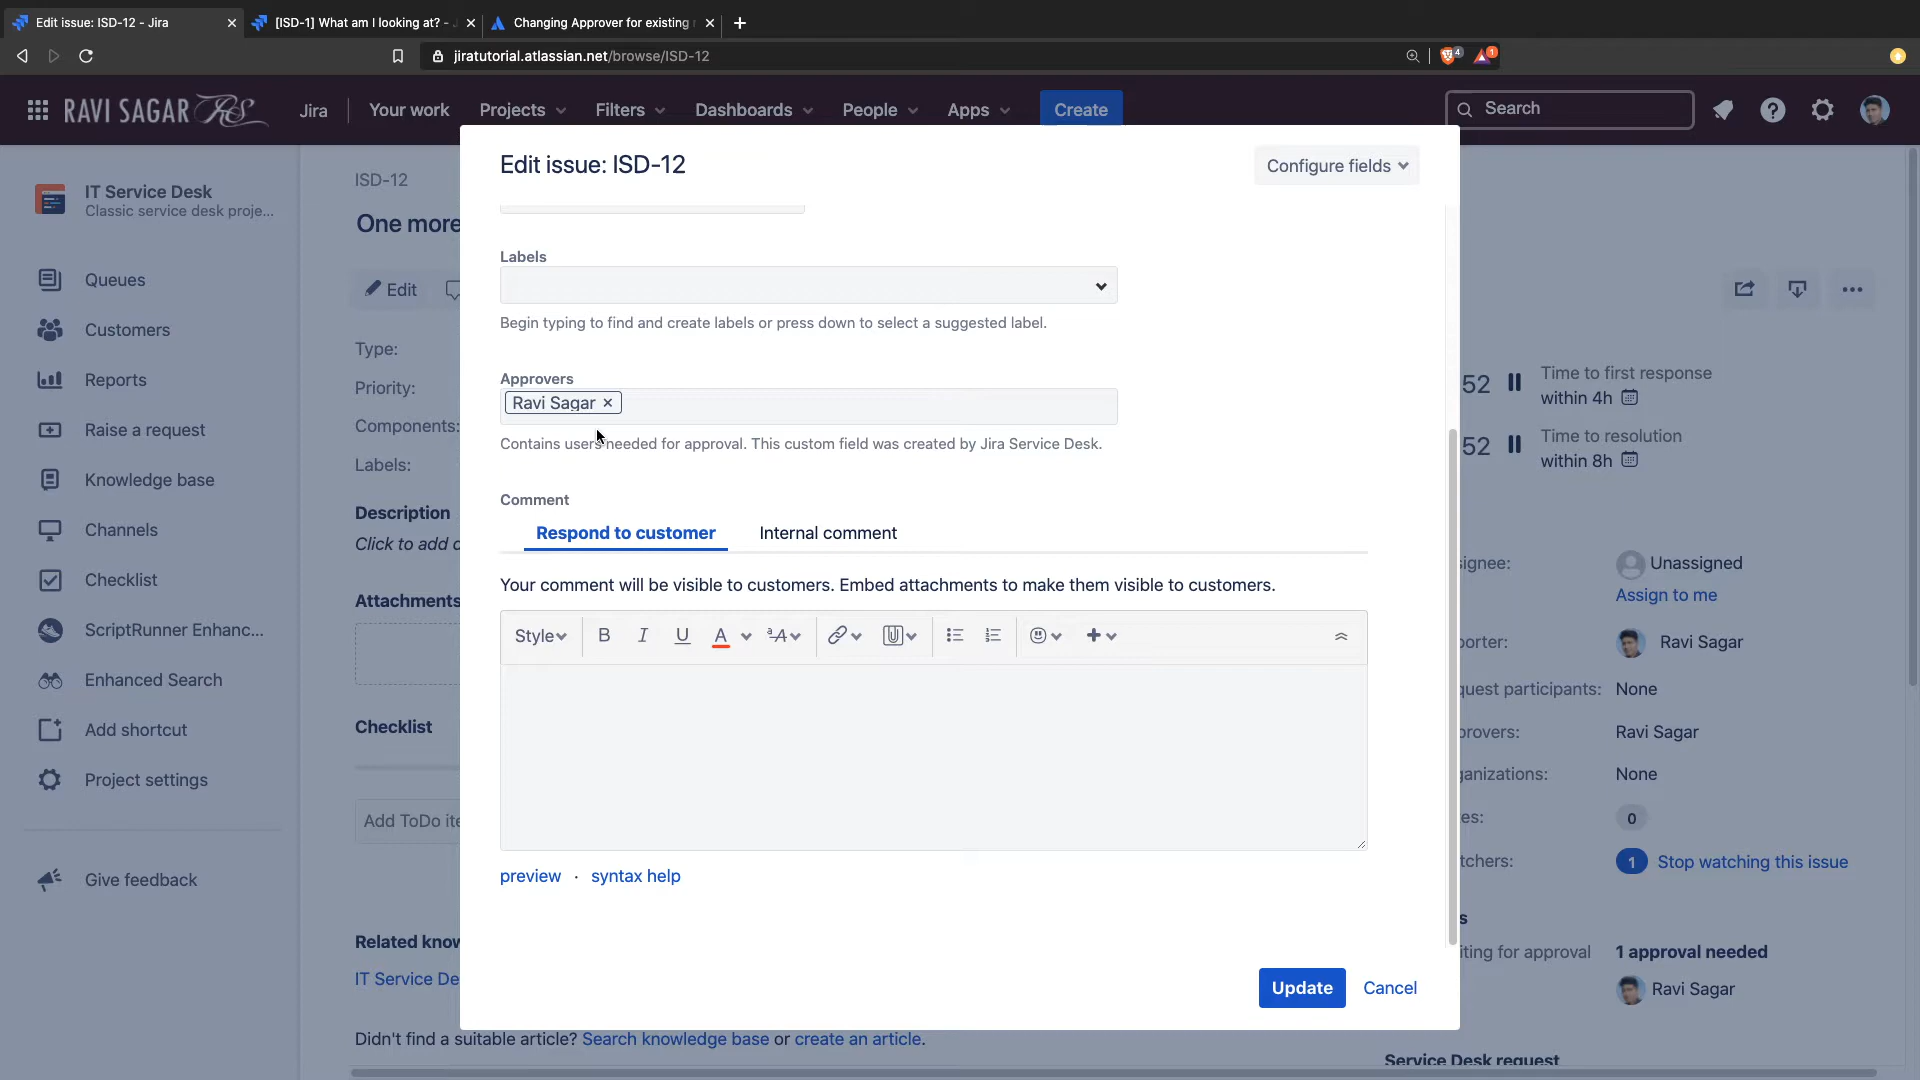 Edit issue: ISD-12 - Jira
[ISD-1] What am I looking at? -
Changing Approver for existing
jiratutorial.atlassian.net/browse/ISD-12
4
1
RAVI SAGAR RS
Jira
Your work
Projects
Filters
Dashboards
People
Apps
Create
Search
IT Service Desk
Classic service desk proje...
Queues
Customers
Reports
Raise a request
Knowledge base
Channels
Checklist
ScriptRunner Enhanc...
Enhanced Search
Add shortcut
Project settings
Give feedback
ISD-12
One more
Edit
Type:
Priority:
Components:
Labels:
Description
Click to add
Attachments
Checklist
Add ToDo ite
Related know
IT Service De
Didn't find a suitable article? Search knowledge base or create an article.
Edit issue: ISD-12
Configure fields
Labels
Begin typing to find and create labels or press down to select a suggested label.
Approvers
Ravi Sagar ×
Contains users needed for approval. This custom field was created by Jira Service Desk.
Comment
Respond to customer
Internal comment
Your comment will be visible to customers. Embed attachments to make them visible to customers.
Style
B I U A ªA
preview · syntax help
Update
Cancel
52
Time to first response
within 4h
52
Time to resolution
within 8h
ignee:
Unassigned
Assign to me
porter:
Ravi Sagar
quest participants:
None
provers:
Ravi Sagar
ganizations:
None
es:
0
tchers:
1
Stop watching this issue
s
iting for approval
1 approval needed
Ravi Sagar
Service Desk request